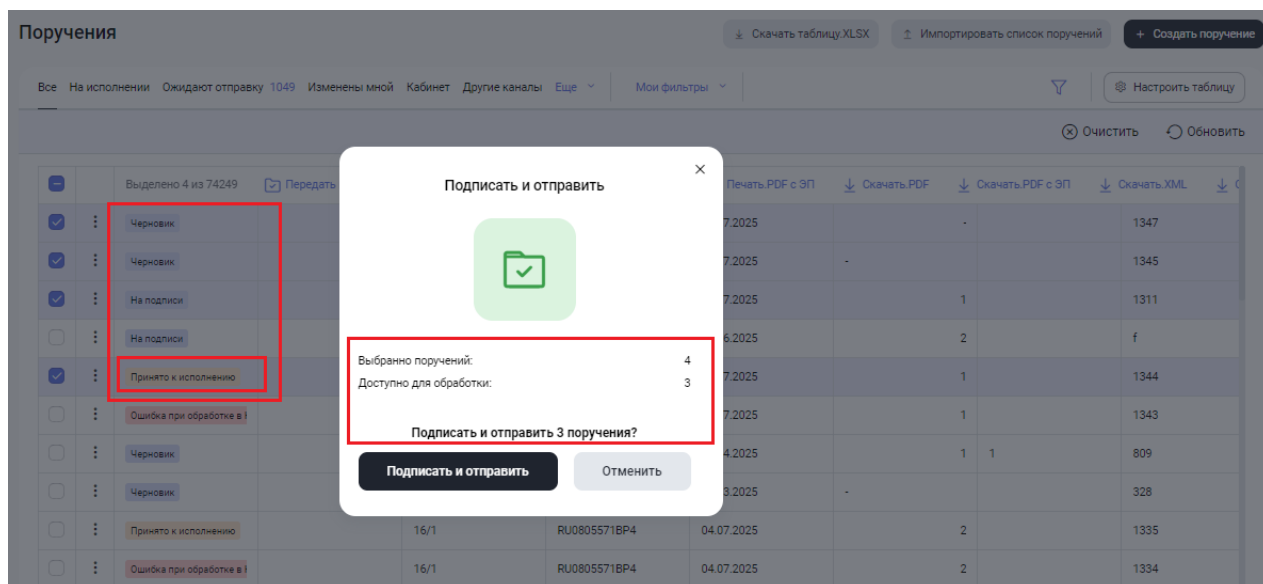 Поручения
Скачать таблицу.XLSX
Импортировать список поручений
+ Создать поручение
Все На исполнении Ожидают отправку 1049 Изменены мной Кабинет Другие каналы Еще Мои фильтры
Настроить таблицу
Очистить Обновить
Выделено 4 из 74249 Передать Печать.PDF с ЭП Скачать.PDF Скачать.PDF с ЭП Скачать.XML
Подписать и отправить
Черновик 7.2025 - 1347
Черновик 7.2025 - 1345
На подписи 7.2025 1 1311
На подписи 6.2025 2 f
Выбранно поручений: 4
Принято к исполнению 7.2025 1 1344
Доступно для обработки: 3
Ошибка при обработке в 7.2025 1 1343
Подписать и отправить 3 поручения?
Черновик 4.2025 1 1 809
Подписать и отправить Отменить
Черновик 3.2025 - 328
Принято к исполнению 16/1 RU0805571BP4 04.07.2025 2 1335
Ошибка при обработке в 16/1 RU0805571BP4 04.07.2025 2 1334